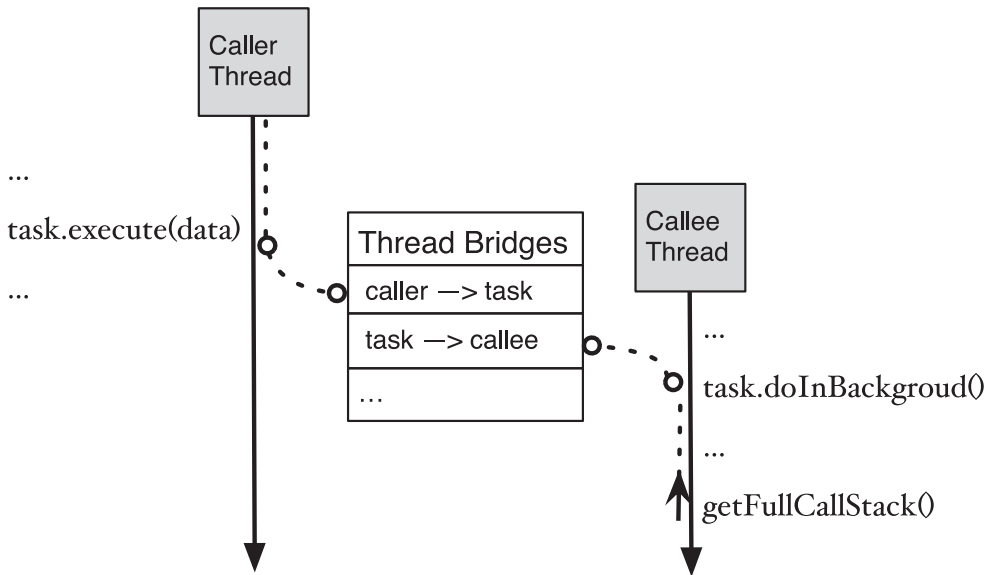 Caller
Thread
...
task.execute(data)
...
Thread Bridges
caller —> task
task —> callee
...
Callee
Thread
...
task.doInBackgroud()
...
getFullCallStack()